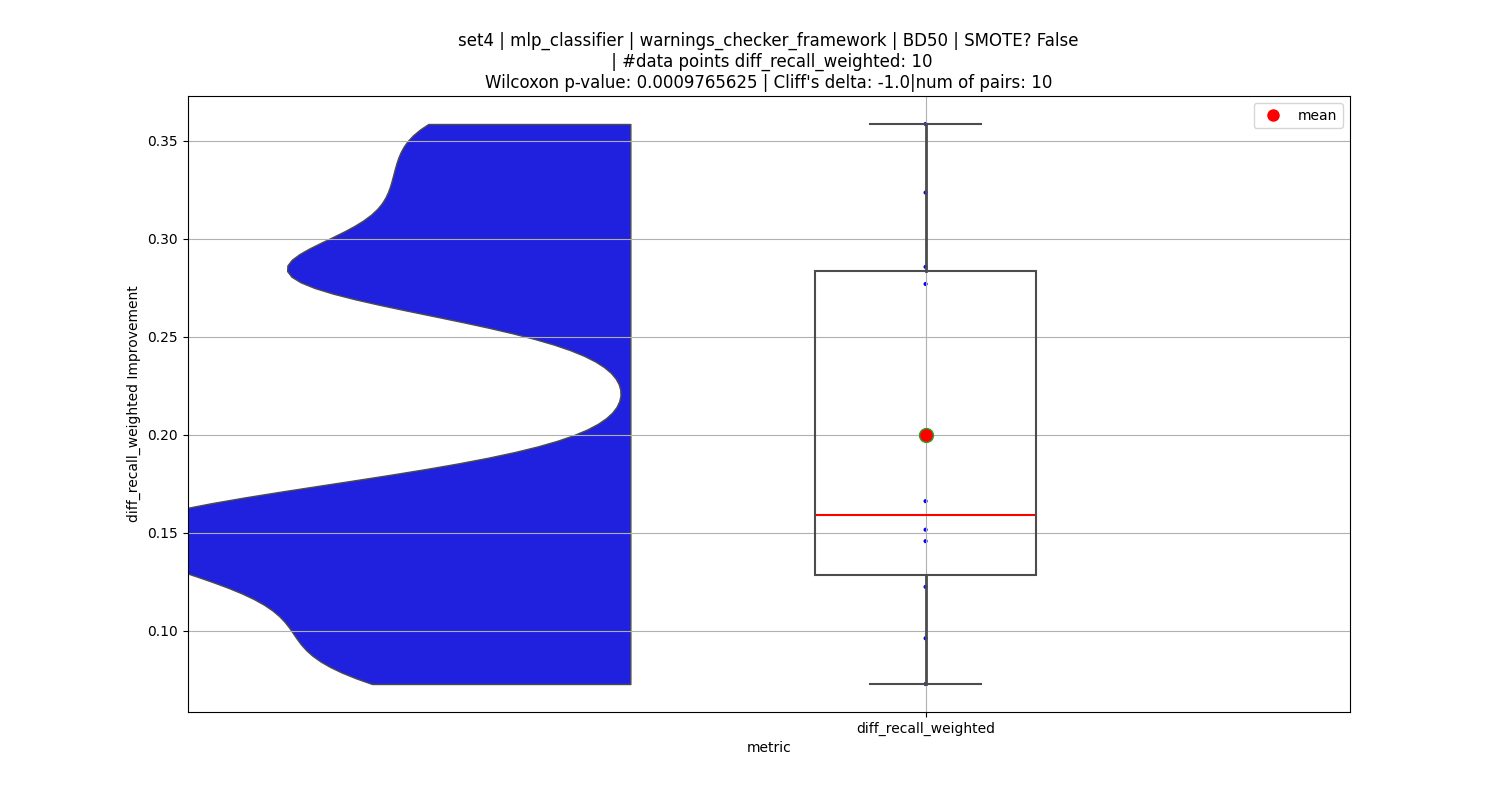 set4 | mlp_classifier | warnings_checker_framework | BD50 | SMOTE? False
| #data points diff_recall_weighted: 10
Wilcoxon p-value: 0.0009765625 | Cliff's delta: -1.0|num of pairs: 10
mean
0.35
0.30
0.25
0.20
0.15
0.10
diff_recall_weighted Improvement
diff_recall_weighted
metric